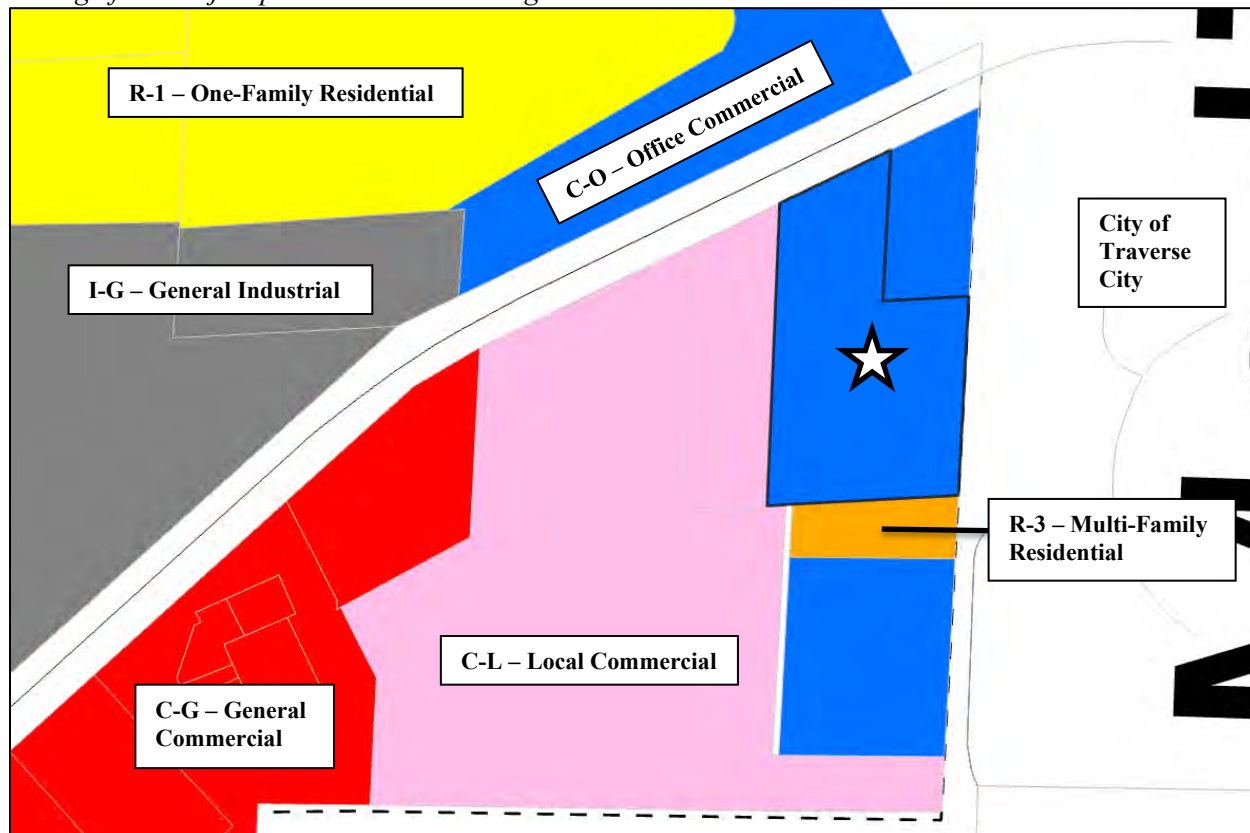 R-1 – One-Family Residential
C-O – Office Commercial
City of
Traverse
City
I-G – General Industrial
R-3 – Multi-Family
Residential
C-L – Local Commercial
C-G – General
Commercial